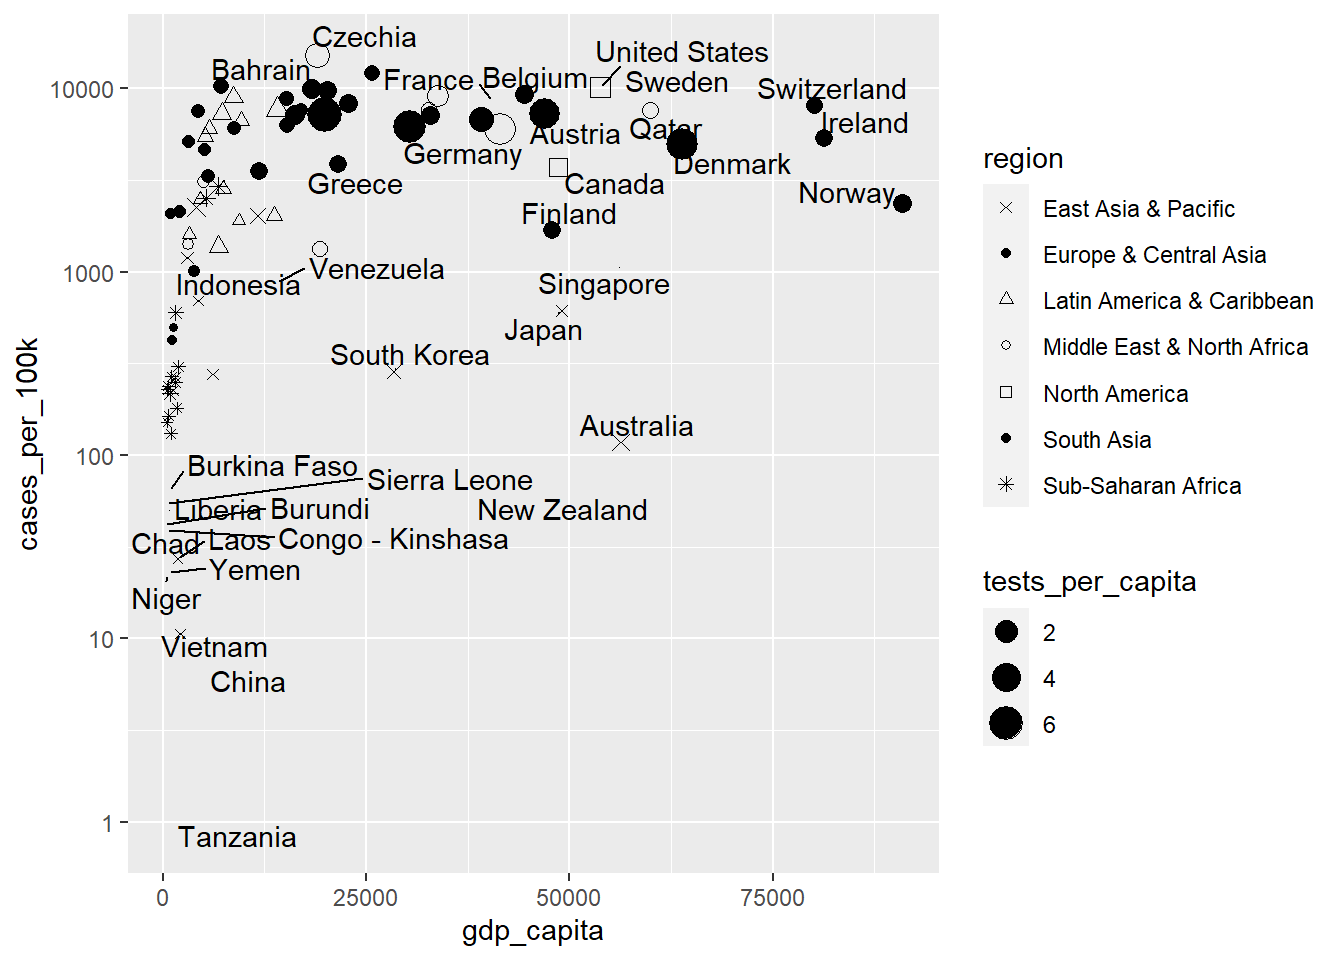 Czechia
United States
Bahrain
France
Belgium
Sweden
Switzerland
Ireland
Qatar
Austria
Germany
Denmark
Greece
Canada
Norway
Finland
Venezuela
Indonesia
Singapore
Japan
South Korea
Australia
Burkina Faso
Sierra Leone
Liberia
Burundi
New Zealand
Chad
Laos
Congo - Kinshasa
Yemen
Niger
Vietnam
China
Tanzania
10000
1000
100
10
1
cases_per_100k
0
25000
50000
75000
gdp_capita
region
East Asia & Pacific
Europe & Central Asia
Latin America & Caribbean
Middle East & North Africa
North America
South Asia
Sub-Saharan Africa
tests_per_capita
2
4
6